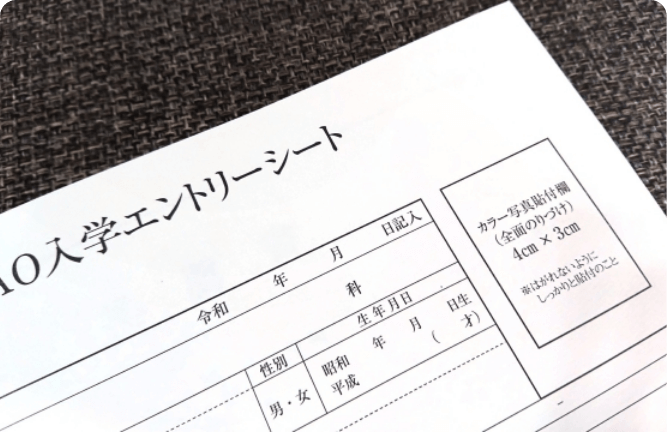 AO入学エントリーシート
令和 年 月 日記入
科
性別
生年月日
男・女
昭和
平成
年 月 日生
( 才)
カラー写真貼付欄
(全面のりづけ)
4cm × 3cm
※はがれないように
しっかりと貼付のこと